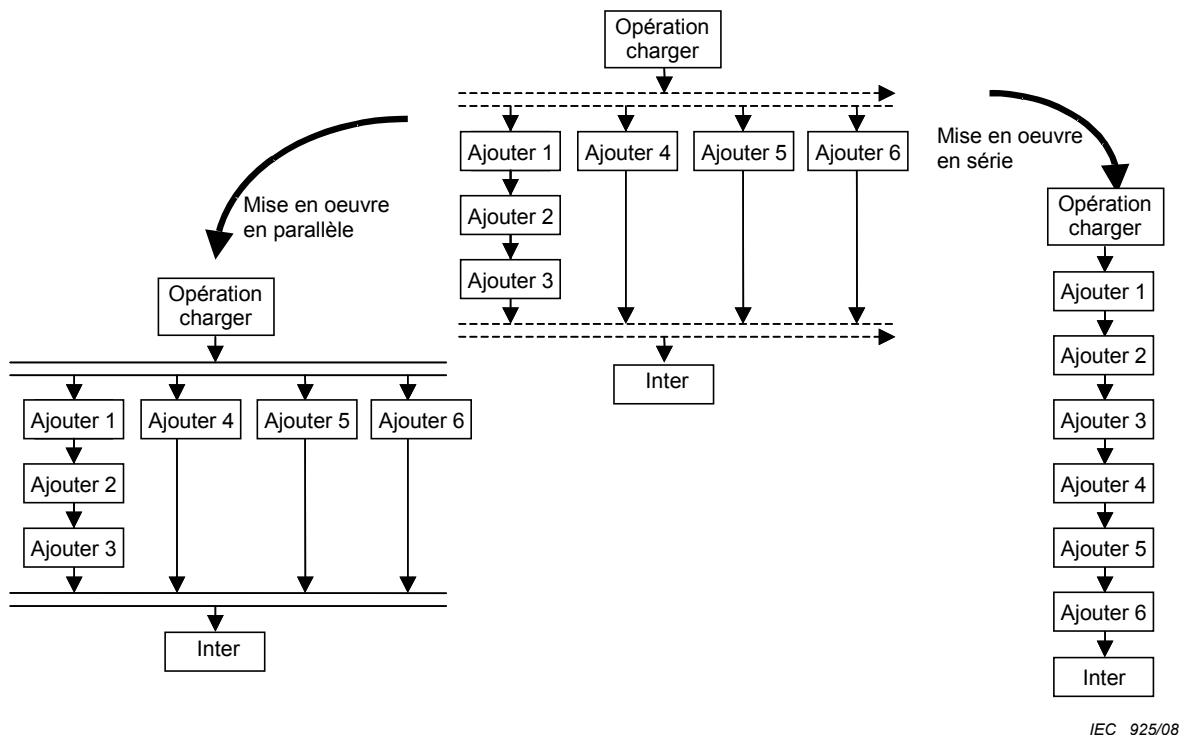 Opération
charger
Ajouter 1
Ajouter 4
Ajouter 5
Ajouter 6
Ajouter 2
Ajouter 3
Inter
Mise en oeuvre
en parallèle
Opération
charger
Ajouter 1
Ajouter 4
Ajouter 5
Ajouter 6
Ajouter 2
Ajouter 3
Inter
Mise en oeuvre
en série
Opération
charger
Ajouter 1
Ajouter 2
Ajouter 3
Ajouter 4
Ajouter 5
Ajouter 6
Inter
IEC 925/08